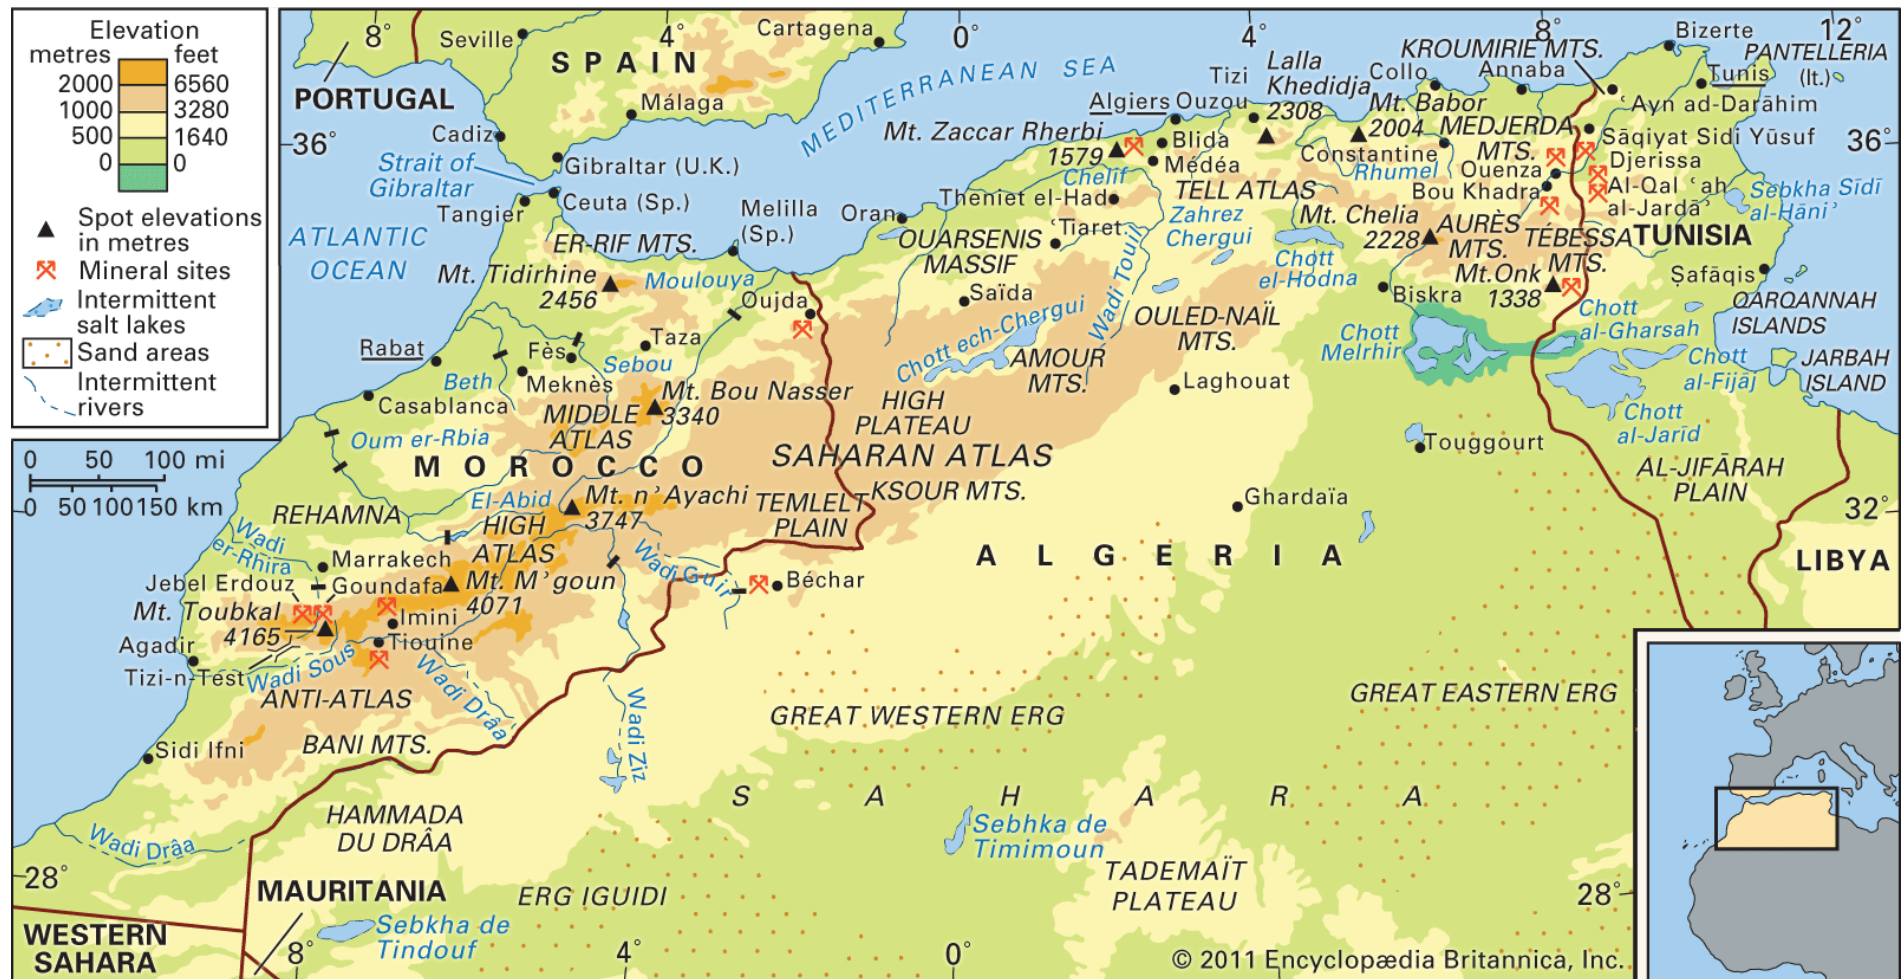 Elevation
metres feet
2000 6560
1000 3280
500 1640
0 0
Spot elevations
in metres
Mineral sites
Intermittent
salt lakes
Sand areas
Intermittent
rivers
0 50 100 mi
0 50 100 150 km
8°
4°
0°
4°
8°
12°
36°
36°
32°
28°
28°
8°
4°
0°
PORTUGAL
Seville
SPAIN
Cartagena
Málaga
Cadiz
Strait of
Gibraltar
Gibraltar (U.K.)
Ceuta (Sp.)
Tangier
MEDITERRANEAN SEA
ATLANTIC
OCEAN
Melilla
(Sp.)
Oran
ER-RIF MTS.
Mt. Tidirhine
2456
Moulouya
Oujda
Taza
Rabat
Fès
Sebou
Beth
Meknès
Casablanca
Mt. Bou Nasser
3340
MIDDLE
ATLAS
Oum er-Rbia
MOROCCO
El-Abid
Mt. nʼAyachi
3747
REHAMNA
HIGH
ATLAS
Wadi
er-Rhira
Marrakech
Jebel Erdouz
Goundafa
Mt. Mʼgoun
4071
Mt. Toubkal
4165
Imini
Tiouine
Agadir
Tizi-n-Test
Wadi Sous
Wadi Drâa
ANTI-ATLAS
BANI MTS.
Sidi Ifni
Wadi Guir
Béchar
Wadi Ziz
HAMMADA
DU DRÂA
Wadi Drâa
MAURITANIA
WESTERN
SAHARA
Sebkha de
Tindouf
ERG IGUIDI
Tizi
Ouzou
Lalla
Khedidja
2308
Algiers
Mt. Zaccar Rherbi
1579
Blida
Médéa
Chelif
Theniet el-Had
ʿTiaret
OUARSENIS
MASSIF
Saïda
Wadi Touil
Chott ech-Chergui
TELL ATLAS
Zahrez
Chergui
Chott
el-Hodna
AMOUR
MTS.
OULED-NAÏL
MTS.
Laghouat
HIGH
PLATEAU
SAHARAN ATLAS
KSOUR MTS.
TEMLELT
PLAIN
ALGERIA
Ghardaïa
GREAT WESTERN ERG
GREAT EASTERN ERG
SAHARA
Sebhka de
Timimoun
TADEMAÏT
PLATEAU
Collo
Annaba
KROUMIRIE MTS.
Bizerte
PANTELLERIA
(It.)
Tunis
ʿAyn ad-Darāhim
Mt. Babor
2004
MEDJERDA
MTS.
Sāqiyat Sidi Yūsuf
Constantine
Rhumel
Ouenza
Djerissa
Bou Khadra
Al-Qalʿah
al-Jardā
Sebkha Sīdī
al-Hāniʾ
Mt. Chelia
2228
AURÈS
MTS.
TÉBESSA
MTS.
TUNISIA
Mt.Onk
1338
Biskra
Ṣafāqis
QARQANNAH
ISLANDS
Chott
Melrhir
Chott
al-Gharsah
Chott
al-Fijāj
JARBAH
ISLAND
Chott
al-Jarīd
Touggourt
AL-JIFĀRAH
PLAIN
LIBYA
© 2011 Encyclopædia Britannica, Inc.